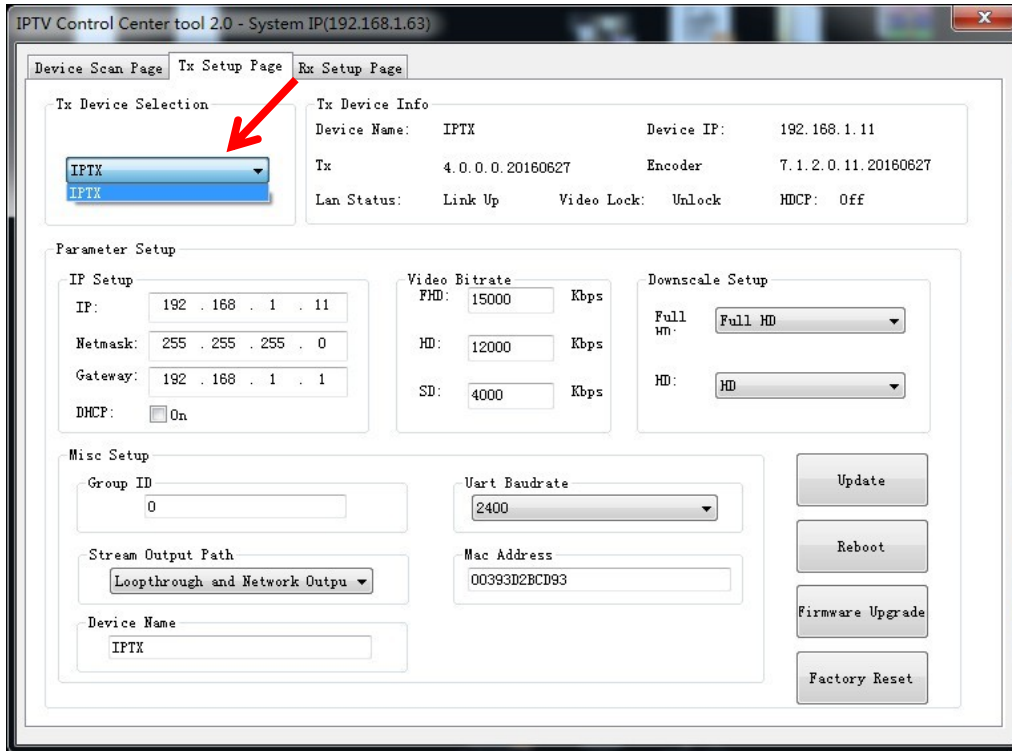 IPTV Control Center tool 2.0 - System IP(192.168.1.63)
Device Scan Page Tx Setup Page Rx Setup Page
Tx Device Selection
IPTX
IPTX
Tx Device Info
Device Name: IPTX Device IP: 192.168.1.11
Tx 4.0.0.0.20160627 Encoder 7.1.2.0.11.20160627
Lan Status: Link Up Video Lock: Unlock HDCP: Off
Parameter Setup
IP Setup
IP: 192 . 168 . 1 . 11
Netmask: 255 . 255 . 255 . 0
Gateway: 192 . 168 . 1 . 1
DHCP: On
Video Bitrate
FHD: 15000 Kbps
HD: 12000 Kbps
SD: 4000 Kbps
Downscale Setup
Full HD: Full HD
HD: HD
Misc Setup
Group ID
0
Uart Baudrate
2400
Stream Output Path
Loopthrough and Network Outpu
Mac Address
00393D2BCD93
Device Name
IPTX
Update
Reboot
Firmware Upgrade
Factory Reset